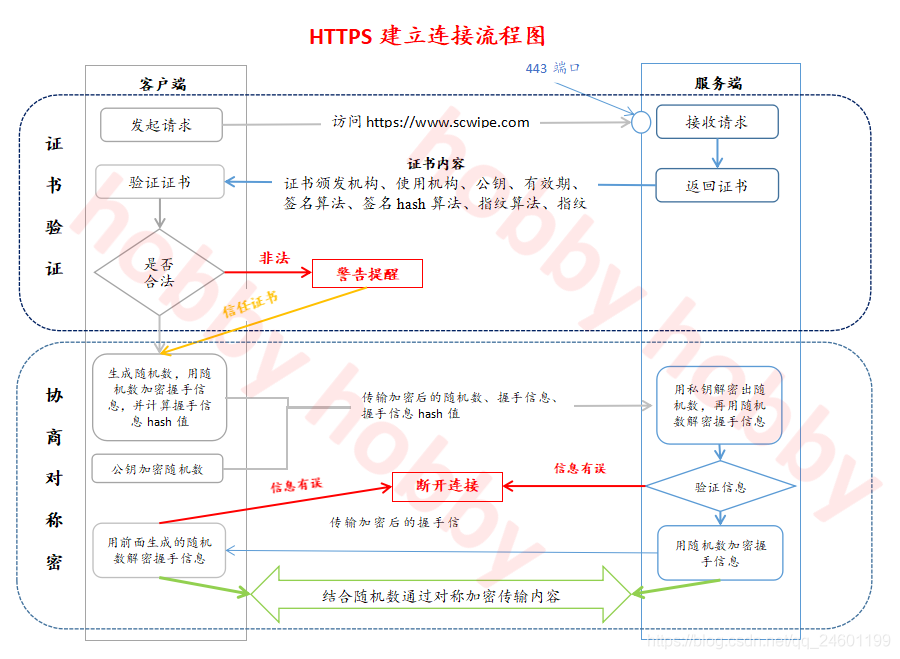 HTTPS 建立连接流程图
443 端口
客户端
服务端
证书验证
发起请求
访问 https://www.scwipe.com
接收请求
证书内容
验证证书
证书颁发机构、使用机构、公钥、有效期、
签名算法、签名 hash 算法、指纹算法、指纹
返回证书
是否
合法
非法
警告提醒
信任证书
协商对称密
生成随机数，用随
机数加密握手信
息，并计算握手信
息 hash 值
传输加密后的随机数、握手信息、
握手信息 hash 值
用私钥解密出随
机数，再用随机
数解密握手信息
公钥加密随机数
信息有误
断开连接
信息有误
验证信息
传输加密后的握手信
用前面生成的随机
数解密握手信息
用随机数加密握
手信息
结合随机数通过对称加密传输内容
hobby hobby
hobby hobby
https://blog.csdn.net/qq_24601199